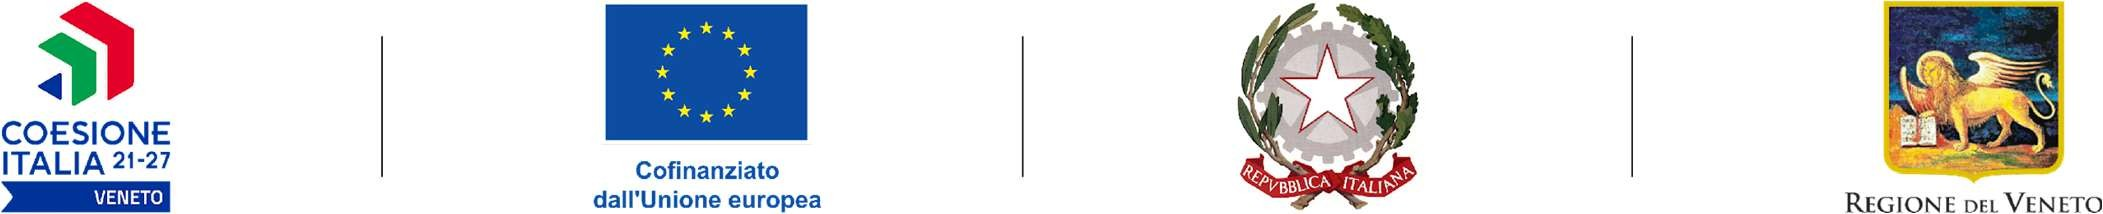 COESIONE
ITALIA 21-27
VENETO
Cofinanziato
dall'Unione europea
REPVBBLICA ITALIANA
REGIONE DEL VENETO